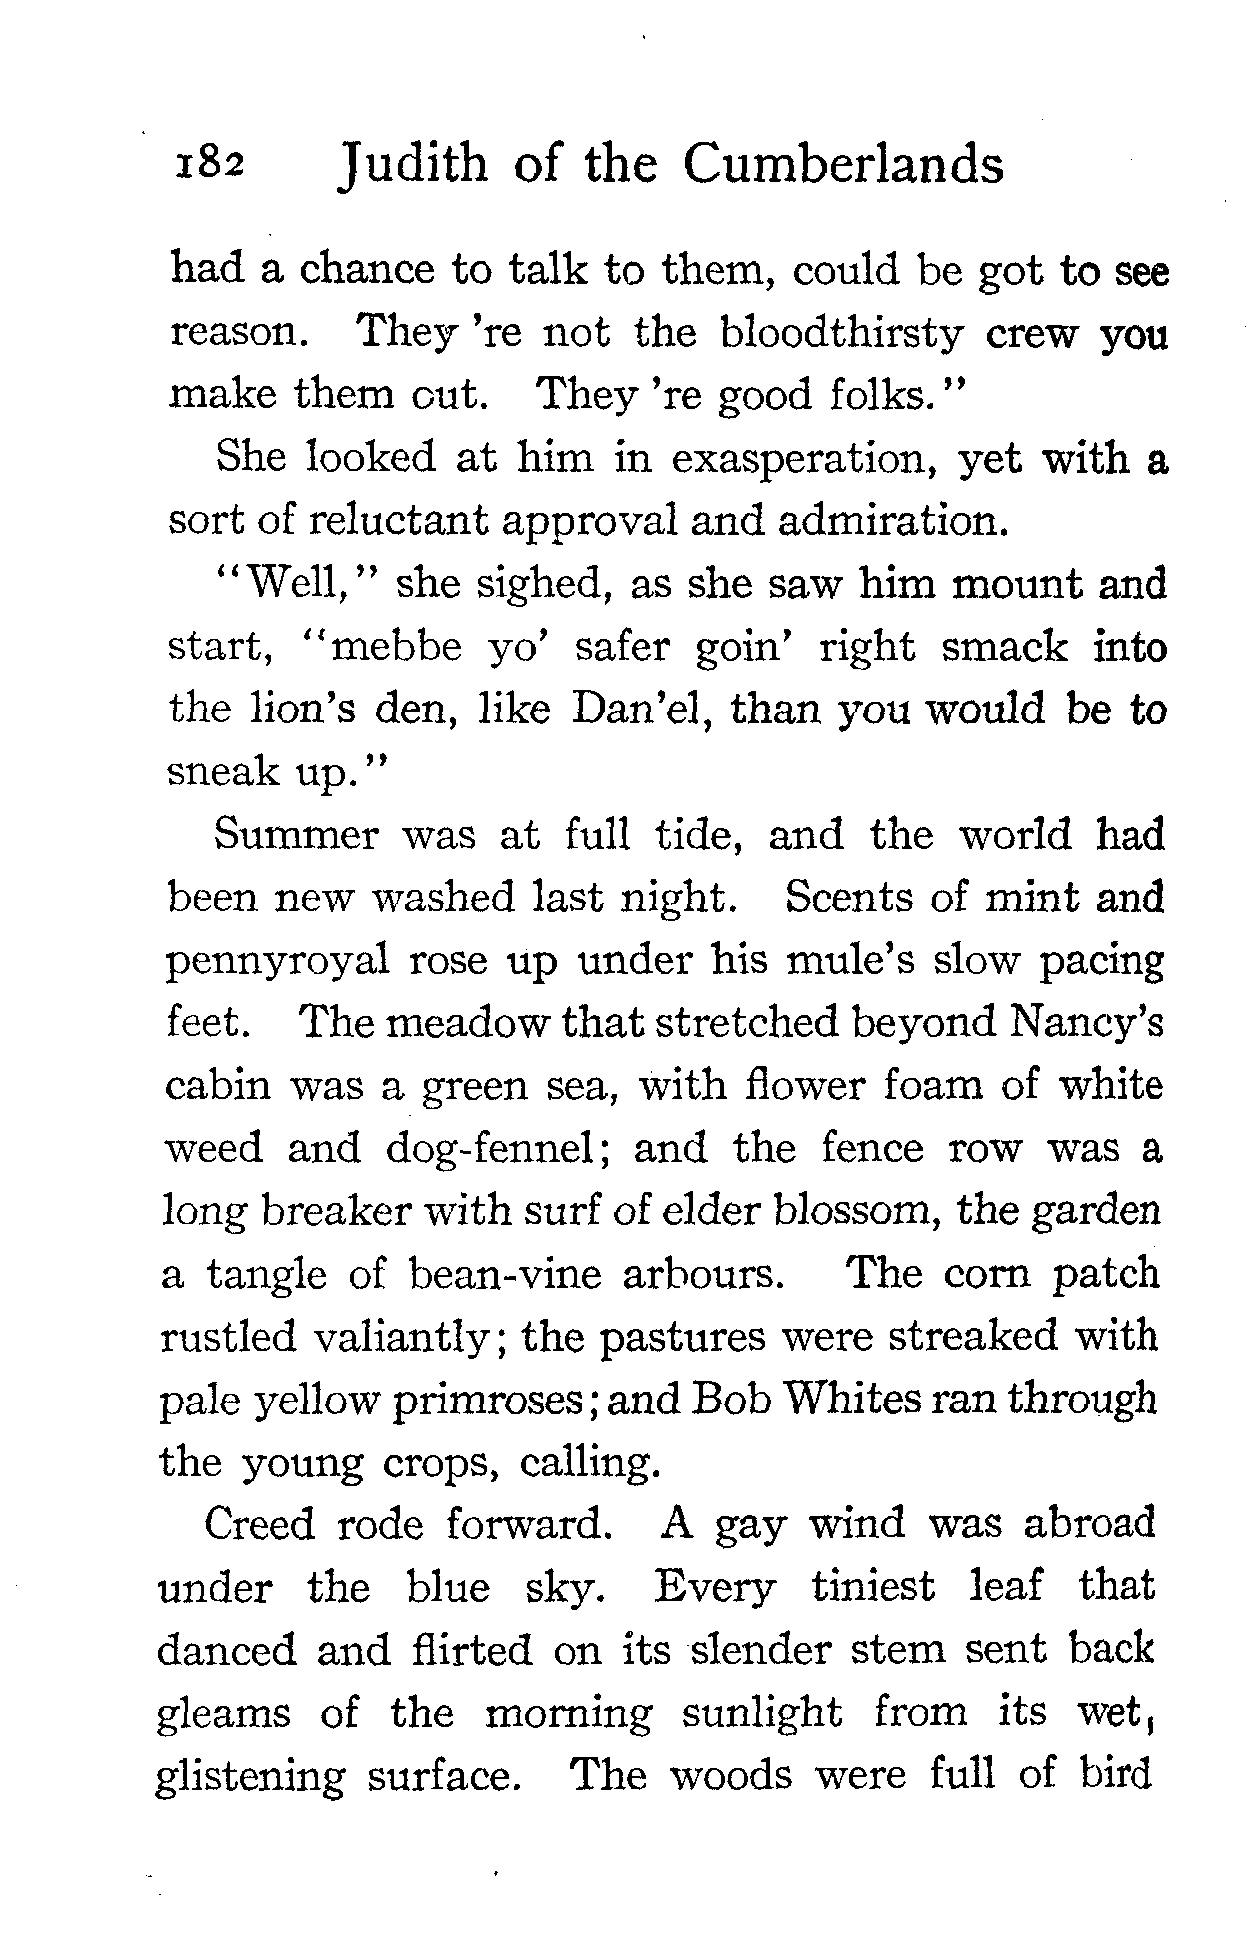 182 Judith of the Cumberlands
had a chance to talk to them, could be got to see
reason. They 're not the bloodthirsty crew you
make them out. They 're good folks."
She looked at him in exasperation, yet with a
sort of reluctant approval and admiration.
"Well," she sighed, as she saw him mount and
start, "mebbe yo' safer goin' right smack into
the lion's den, like Dan'el, than you would be to
sneak up."
Summer was at full tide, and the world had
been new washed last night. Scents of mint and
pennyroyal rose up under his mule's slow pacing
feet. The meadow that stretched beyond Nancy's
cabin was a green sea, with flower foam of white
weed and dog-fennel; and the fence row was a
long breaker with surf of elder blossom, the garden
a tangle of bean-vine arbours. The corn patch
rustled valiantly; the pastures were streaked with
pale yellow primroses; and Bob Whites ran through
the young crops, calling.
Creed rode forward. A gay wind was abroad
under the blue sky. Every tiniest leaf that
danced and flirted on its slender stem sent back
gleams of the morning sunlight from its wet,
glistening surface. The woods were full of bird